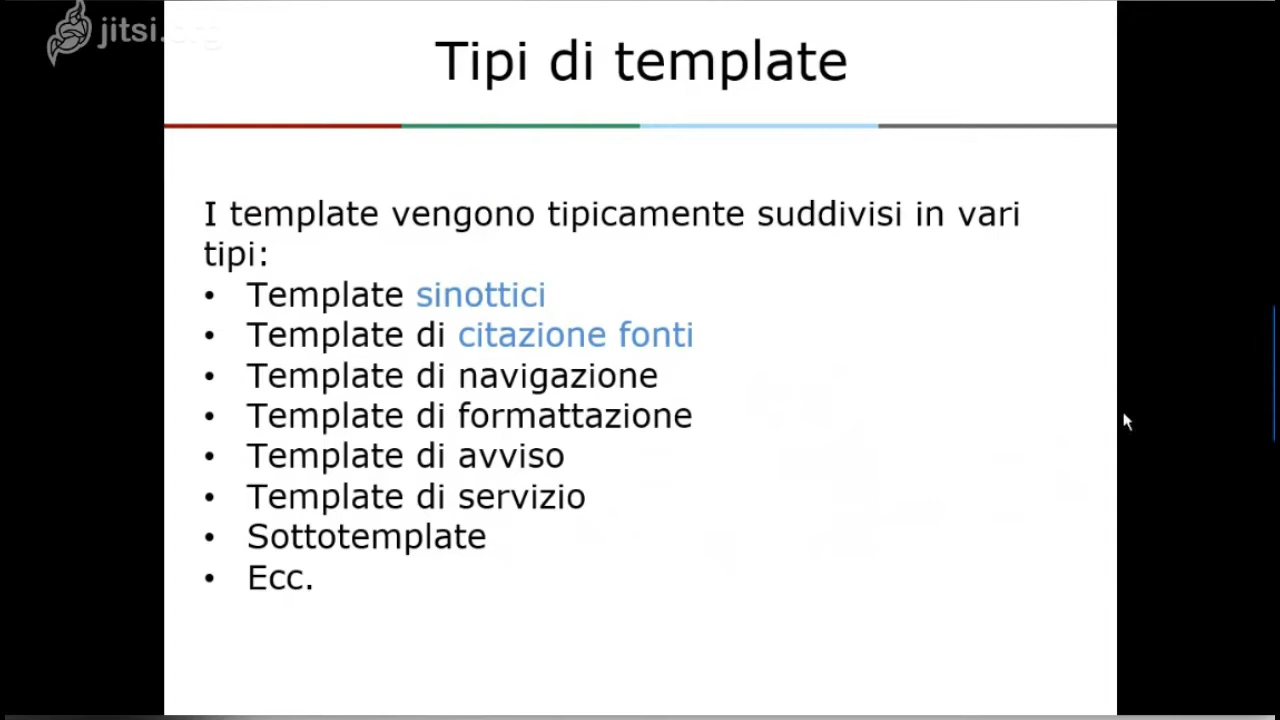 jitsi.org
Tipi di template
I template vengono tipicamente suddivisi in vari
tipi:
• Template sinottici
• Template di citazione fonti
• Template di navigazione
• Template di formattazione
• Template di avviso
• Template di servizio
• Sottotemplate
• Ecc.